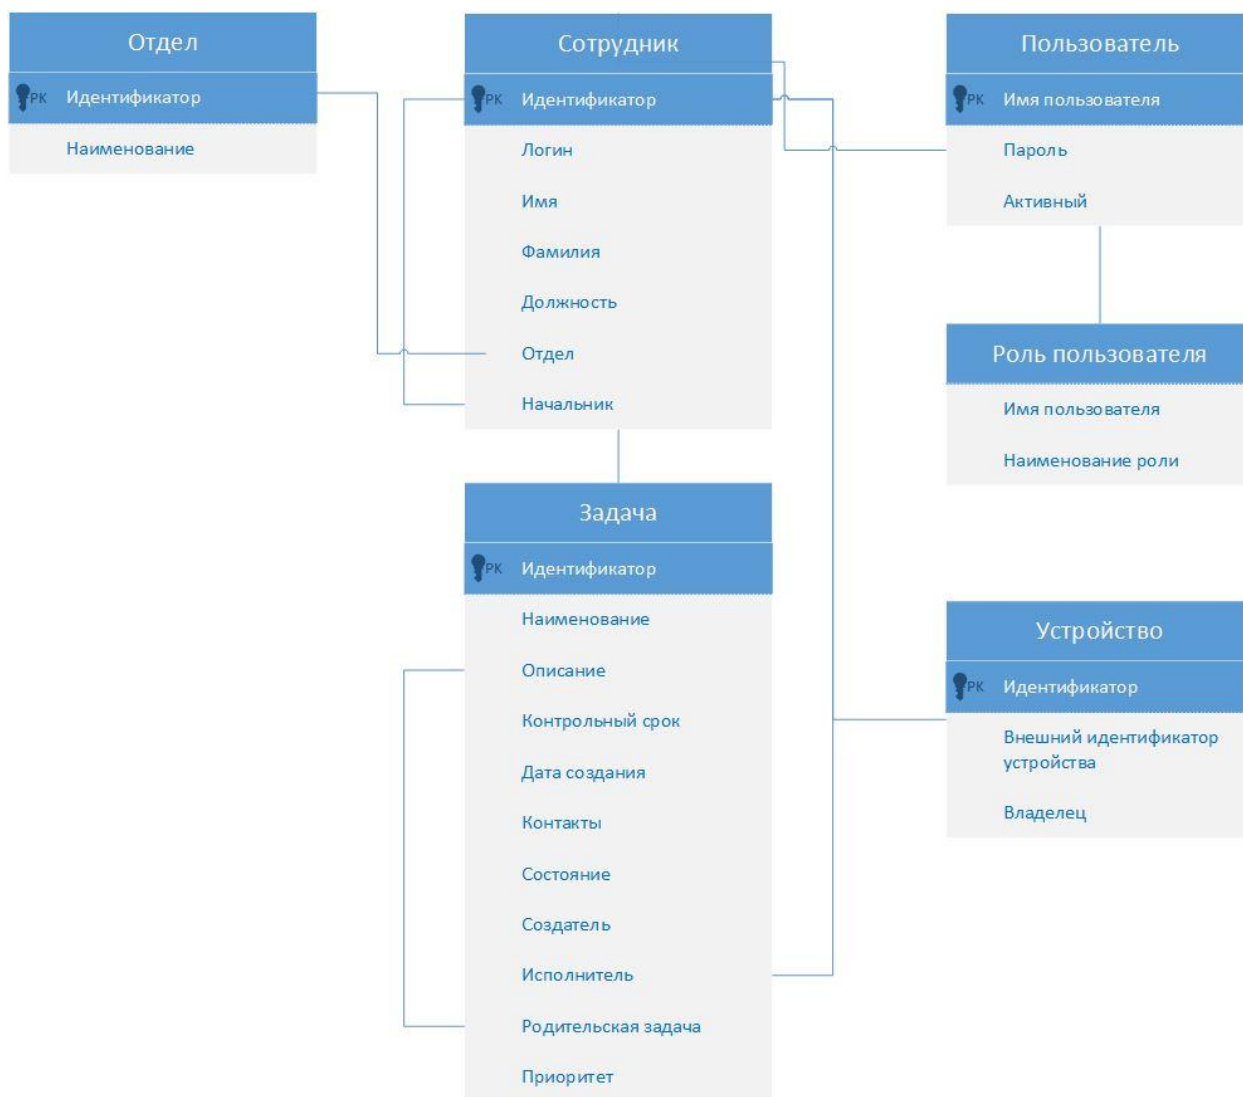 Отдел
PK Идентификатор
Наименование
Сотрудник
PK Идентификатор
Логин
Имя
Фамилия
Должность
Отдел
Начальник
Пользователь
PK Имя пользователя
Пароль
Активный
Роль пользователя
Имя пользователя
Наименование роли
Задача
PK Идентификатор
Наименование
Описание
Контрольный срок
Дата создания
Контакты
Состояние
Создатель
Исполнитель
Родительская задача
Приоритет
Устройство
PK Идентификатор
Внешний идентификатор
устройства
Владелец